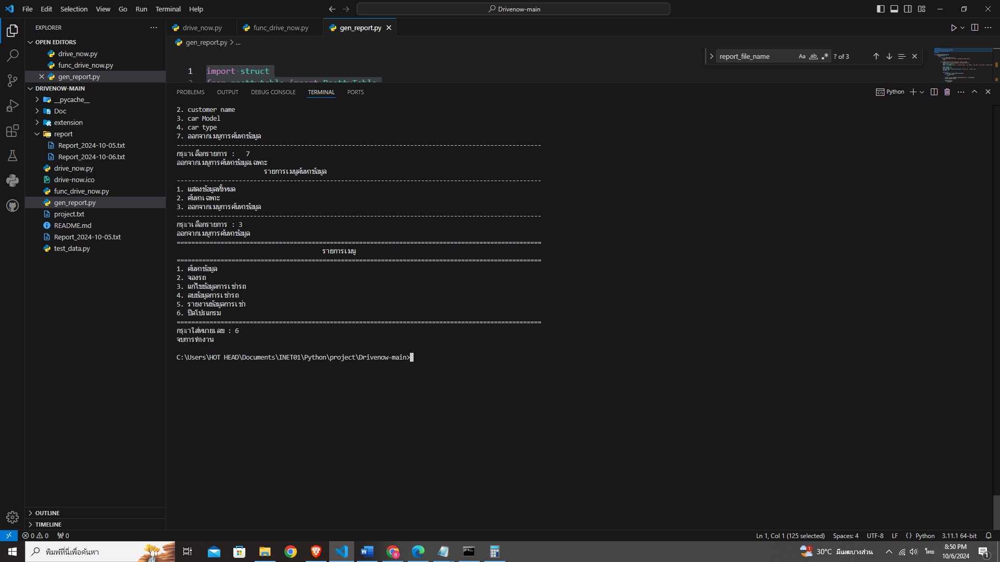 File Edit Selection View Go Run Terminal Help
Drivenow-main
EXPLORER
OPEN EDITORS
drive_now.py
func_drive_now.py
gen_report.py
DRIVENOW-MAIN
__pycache__
Doc
extension
report
Report_2024-10-05.txt
Report_2024-10-06.txt
drive_now.py
drive-now.ico
func_drive_now.py
gen_report.py
project.txt
README.md
Report_2024-10-05.txt
test_data.py
OUTLINE
TIMELINE
drive_now.py func_drive_now.py gen_report.py
gen_report.py > ...
report_file_name Aa ab ? of 3
1 import struct
2 from prettytable import PrettyTable
PROBLEMS OUTPUT DEBUG CONSOLE TERMINAL PORTS
Python
2. customer name
3. car Model
4. car type
7. ออกจากเมนูการค้นหาข้อมูล
----------------------------------------------------------------------------------------------------
กรุณาเลือกรายการ : 7
ออกจากเมนูการค้นหาข้อมูลเฉพาะ
รายการเมนูค้นหาข้อมูล
----------------------------------------------------------------------------------------------------
1. แสดงข้อมูลทั้งหมด
2. ค้นหาเฉพาะ
3. ออกจากเมนูการค้นหาข้อมูล
----------------------------------------------------------------------------------------------------
กรุณาเลือกรายการ : 3
ออกจากเมนูการค้นหาข้อมูล
====================================================================================================
รายการเมนู
====================================================================================================
1. ค้นหาข้อมูล
2. จองรถ
3. แก้ไขข้อมูลการเช่ารถ
4. ลบข้อมูลการเช่ารถ
5. รายงานข้อมูลการเช่า
6. ปิดโปรแกรม
====================================================================================================
กรุณาใส่หมายเลข : 6
จบการทำงาน
C:\Users\HOT HEAD\Documents\INET01\Python\project\Drivenow-main>
0 0 0
Ln 1, Col 1 (125 selected) Spaces: 4 UTF-8 LF Python 3.11.1 64-bit
พิมพ์ที่นี่เพื่อค้นหา
30°C มีเมฆบางส่วน
ไทย
8:50 PM
10/6/2024